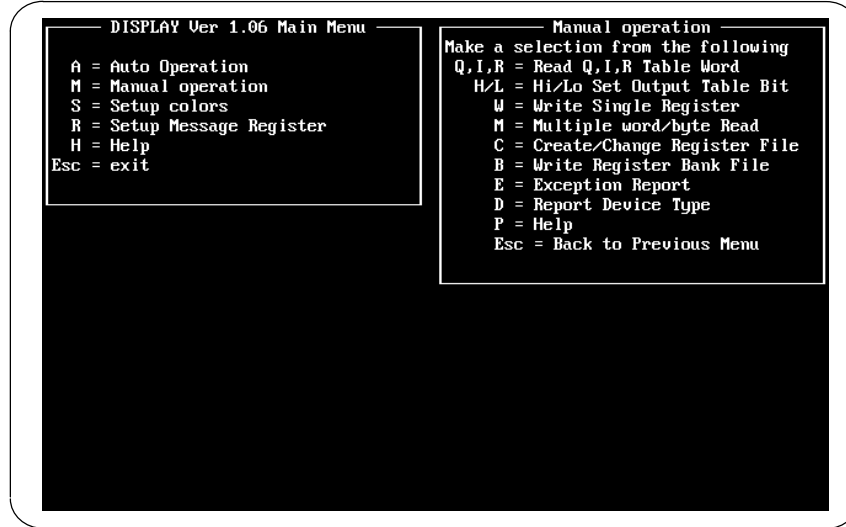 DISPLAY Ver 1.06 Main Menu
A = Auto Operation
M = Manual operation
S = Setup colors
R = Setup Message Register
H = Help
Esc = exit
Manual operation
Make a selection from the following
Q,I,R = Read Q,I,R Table Word
H/L = Hi/Lo Set Output Table Bit
W = Write Single Register
M = Multiple word/byte Read
C = Create/Change Register File
B = Write Register Bank File
E = Exception Report
D = Report Device Type
P = Help
Esc = Back to Previous Menu